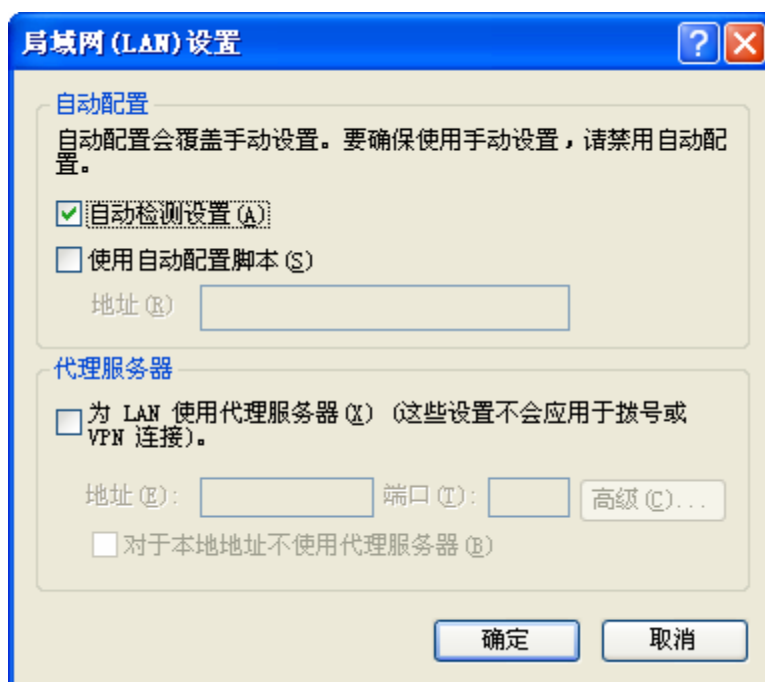 局域网(LAN)设置
自动配置
自动配置会覆盖手动设置。要确保使用手动设置，请禁用自动配
置。
自动检测设置(A)
使用自动配置脚本(S)
地址(R)
代理服务器
为 LAN 使用代理服务器(X) (这些设置不会应用于拨号或
VPN 连接)。
地址(E): 端口(T): 高级(C)...
对于本地地址不使用代理服务器(B)
确定 取消